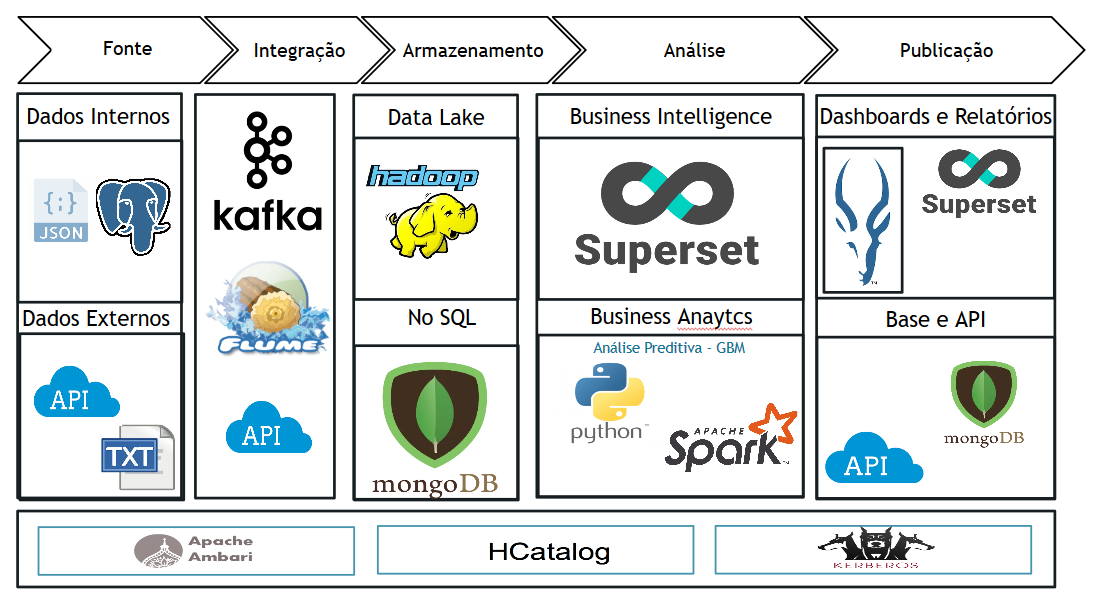 Fonte
Integração
Armazenamento
Análise
Publicação
Dados Internos
{;}
JSON
Dados Externos
API
TXT
kafka
FLUME
API
Data Lake
hadoop
No SQL
mongoDB
Business Intelligence
Superset
Business Anaytcs
Análise Preditiva - GBM
python™
APACHE
Spark™
Dashboards e Relatórios
™
Superset
Base e API
mongoDB
API
Apache
Ambari
HCatalog
KERBEROS